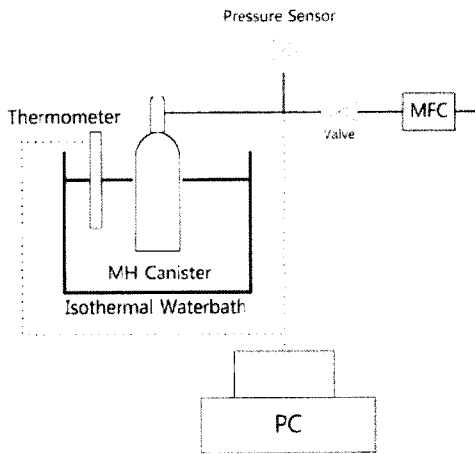 Pressure Sensor
Thermometer
MFC
Valve
MH Canister
Isothermal Waterbath
PC